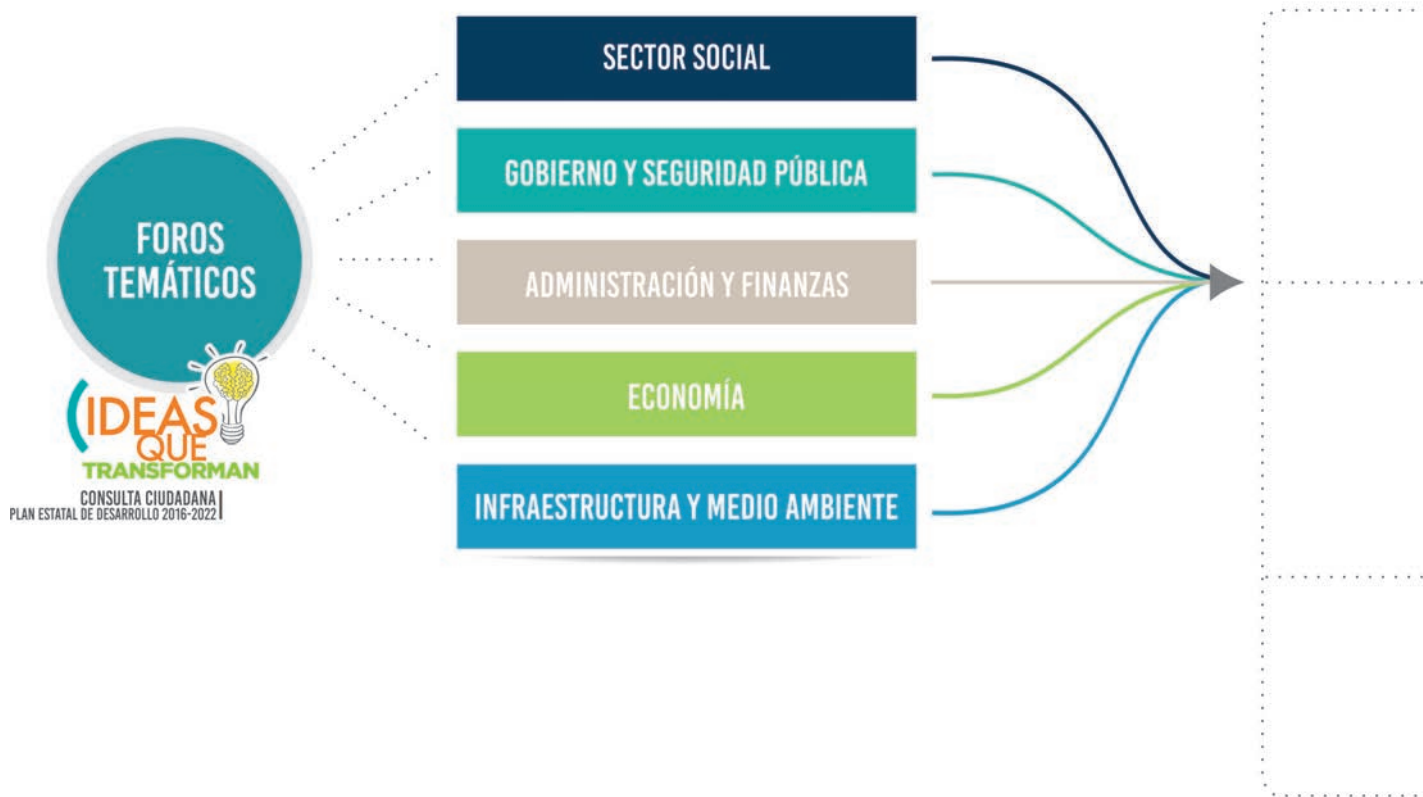 FOROS
TEMÁTICOS
IDEAS
QUE
TRANSFORMAN
CONSULTA CIUDADANA
PLAN ESTATAL DE DESARROLLO 2016-2022
SECTOR SOCIAL
GOBIERNO Y SEGURIDAD PÚBLICA
ADMINISTRACIÓN Y FINANZAS
ECONOMÍA
INFRAESTRUCTURA Y MEDIO AMBIENTE